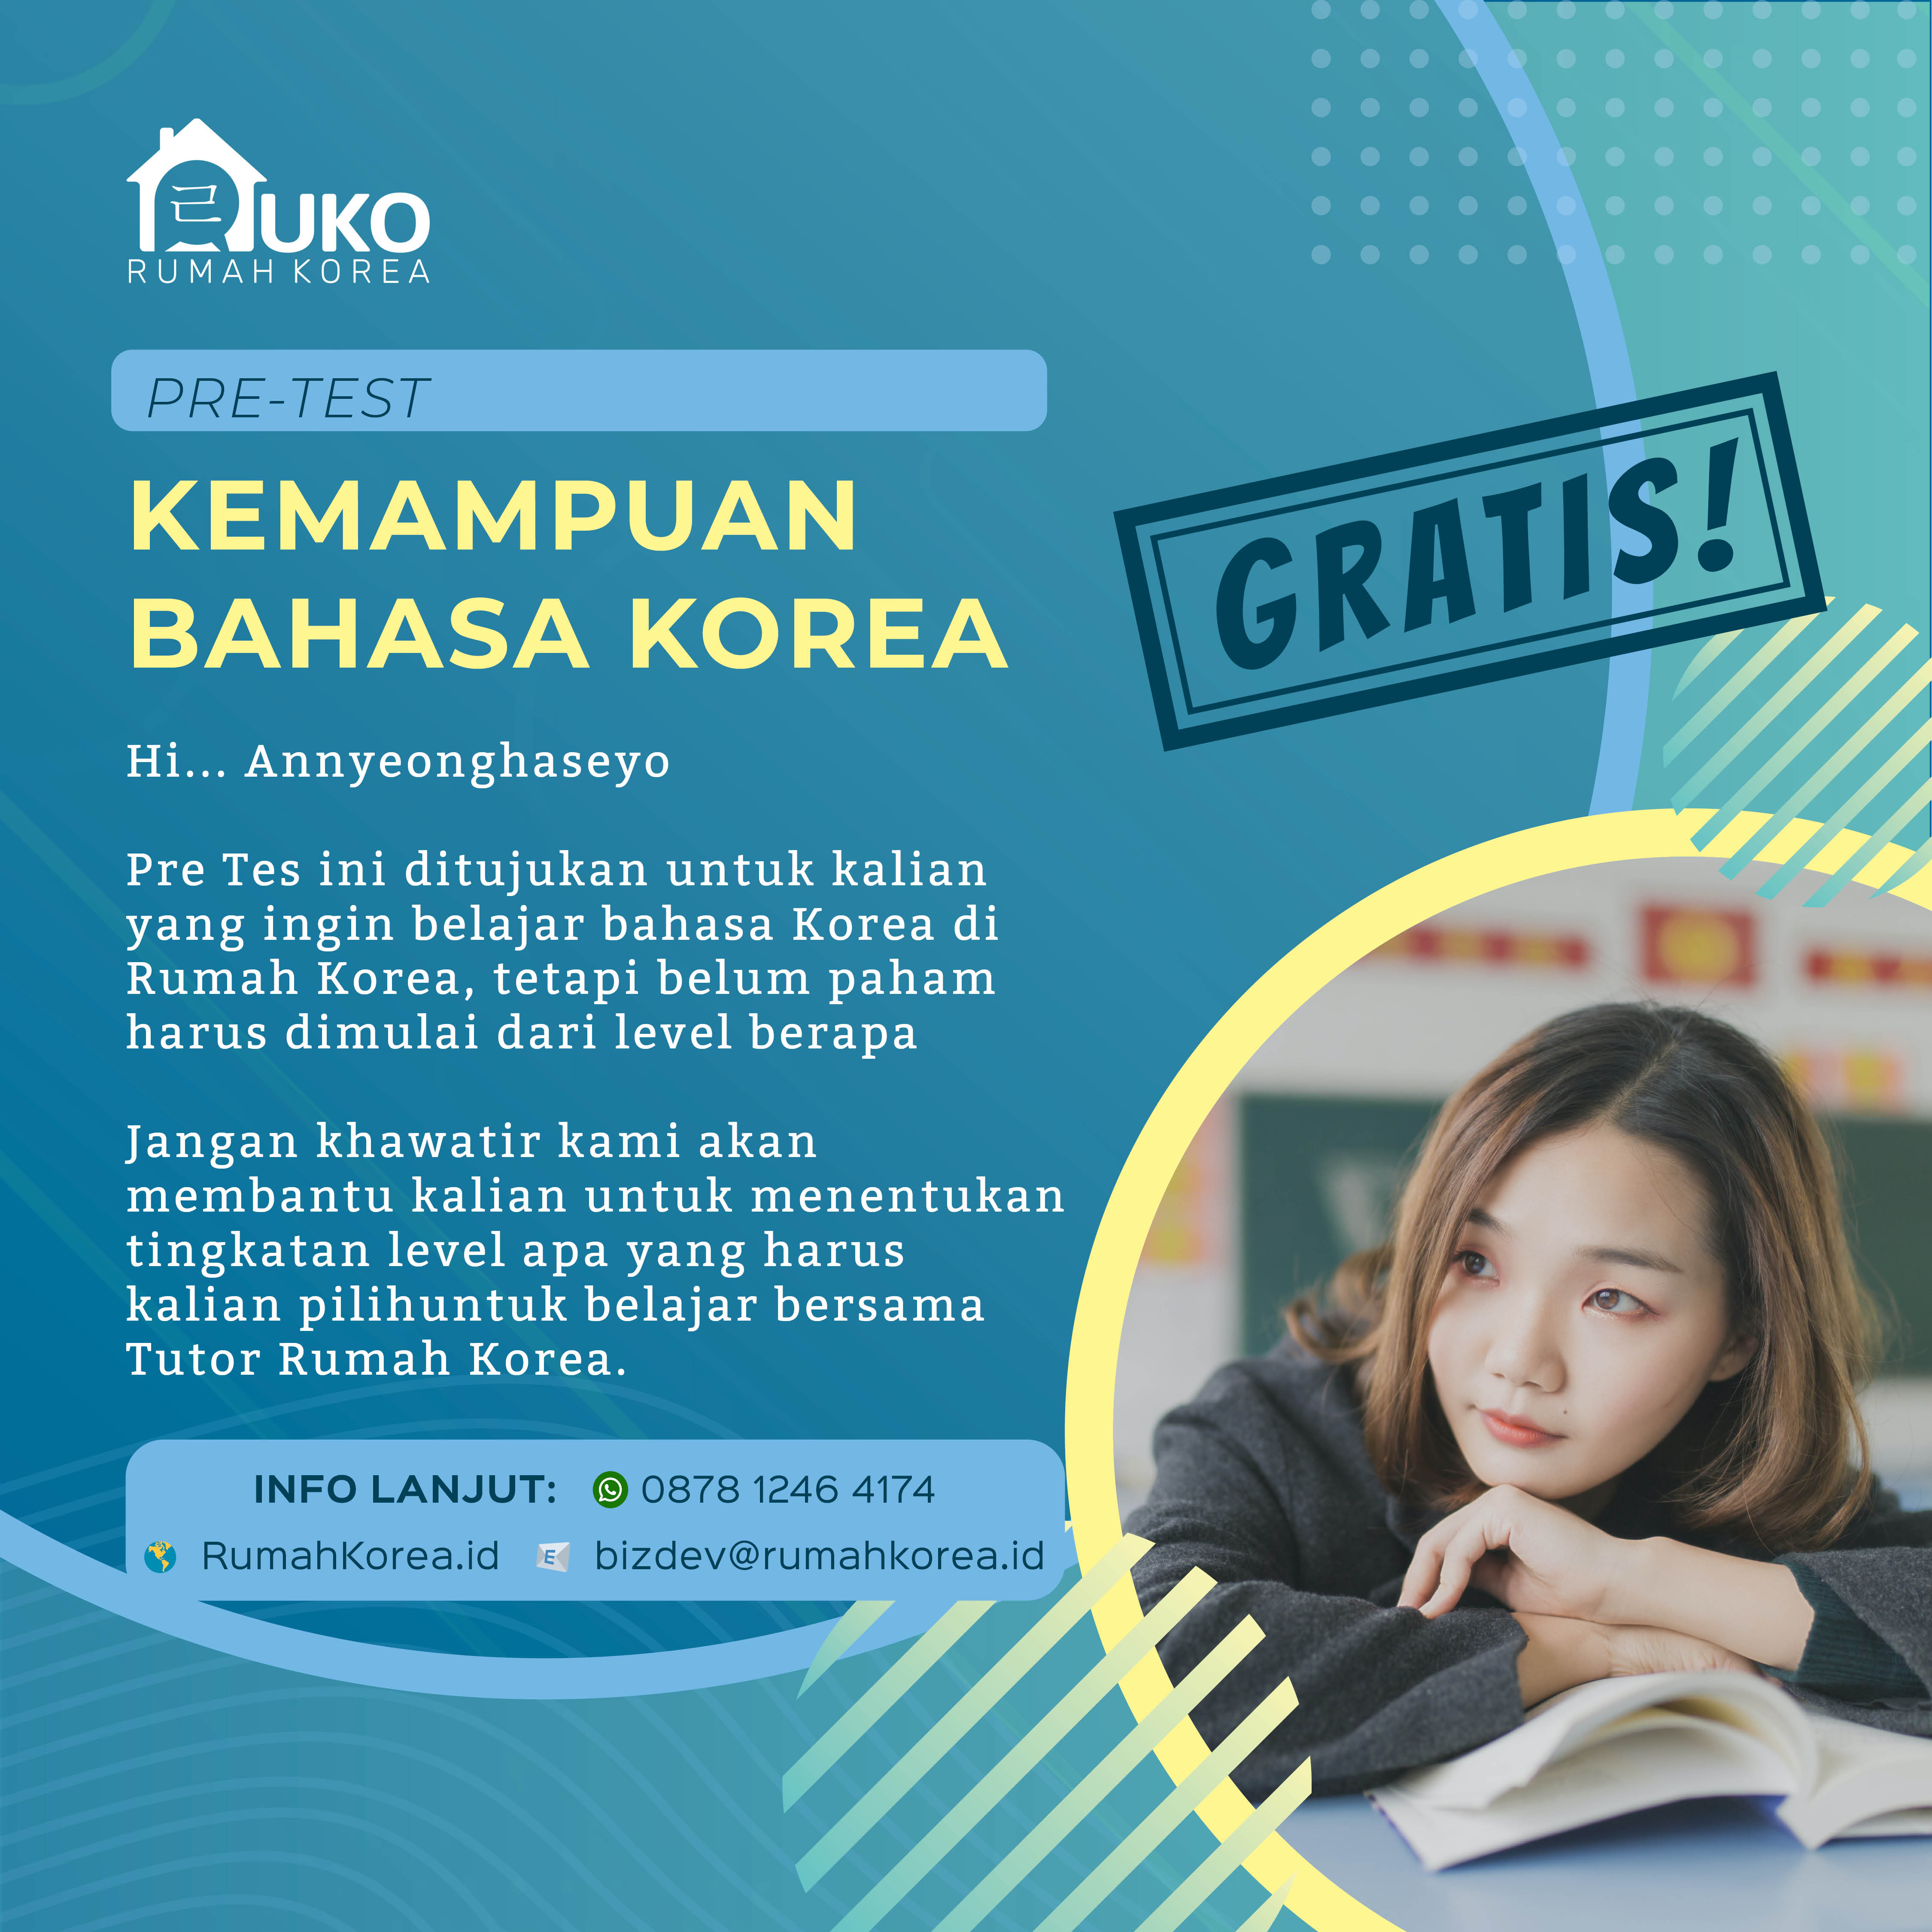 RUKO
RUMAH KOREA
PRE-TEST
KEMAMPUAN
BAHASA KOREA
GRATIS!
Hi... Annyeonghaseyo
Pre Tes ini ditujukan untuk kalian
yang ingin belajar bahasa Korea di
Rumah Korea, tetapi belum paham
harus dimulai dari level berapa
Jangan khawatir kami akan
membantu kalian untuk menentukan
tingkatan level apa yang harus
kalian pilihuntuk belajar bersama
Tutor Rumah Korea.
INFO LANJUT: 0878 1246 4174
RumahKorea.id E bizdev@rumahkorea.id